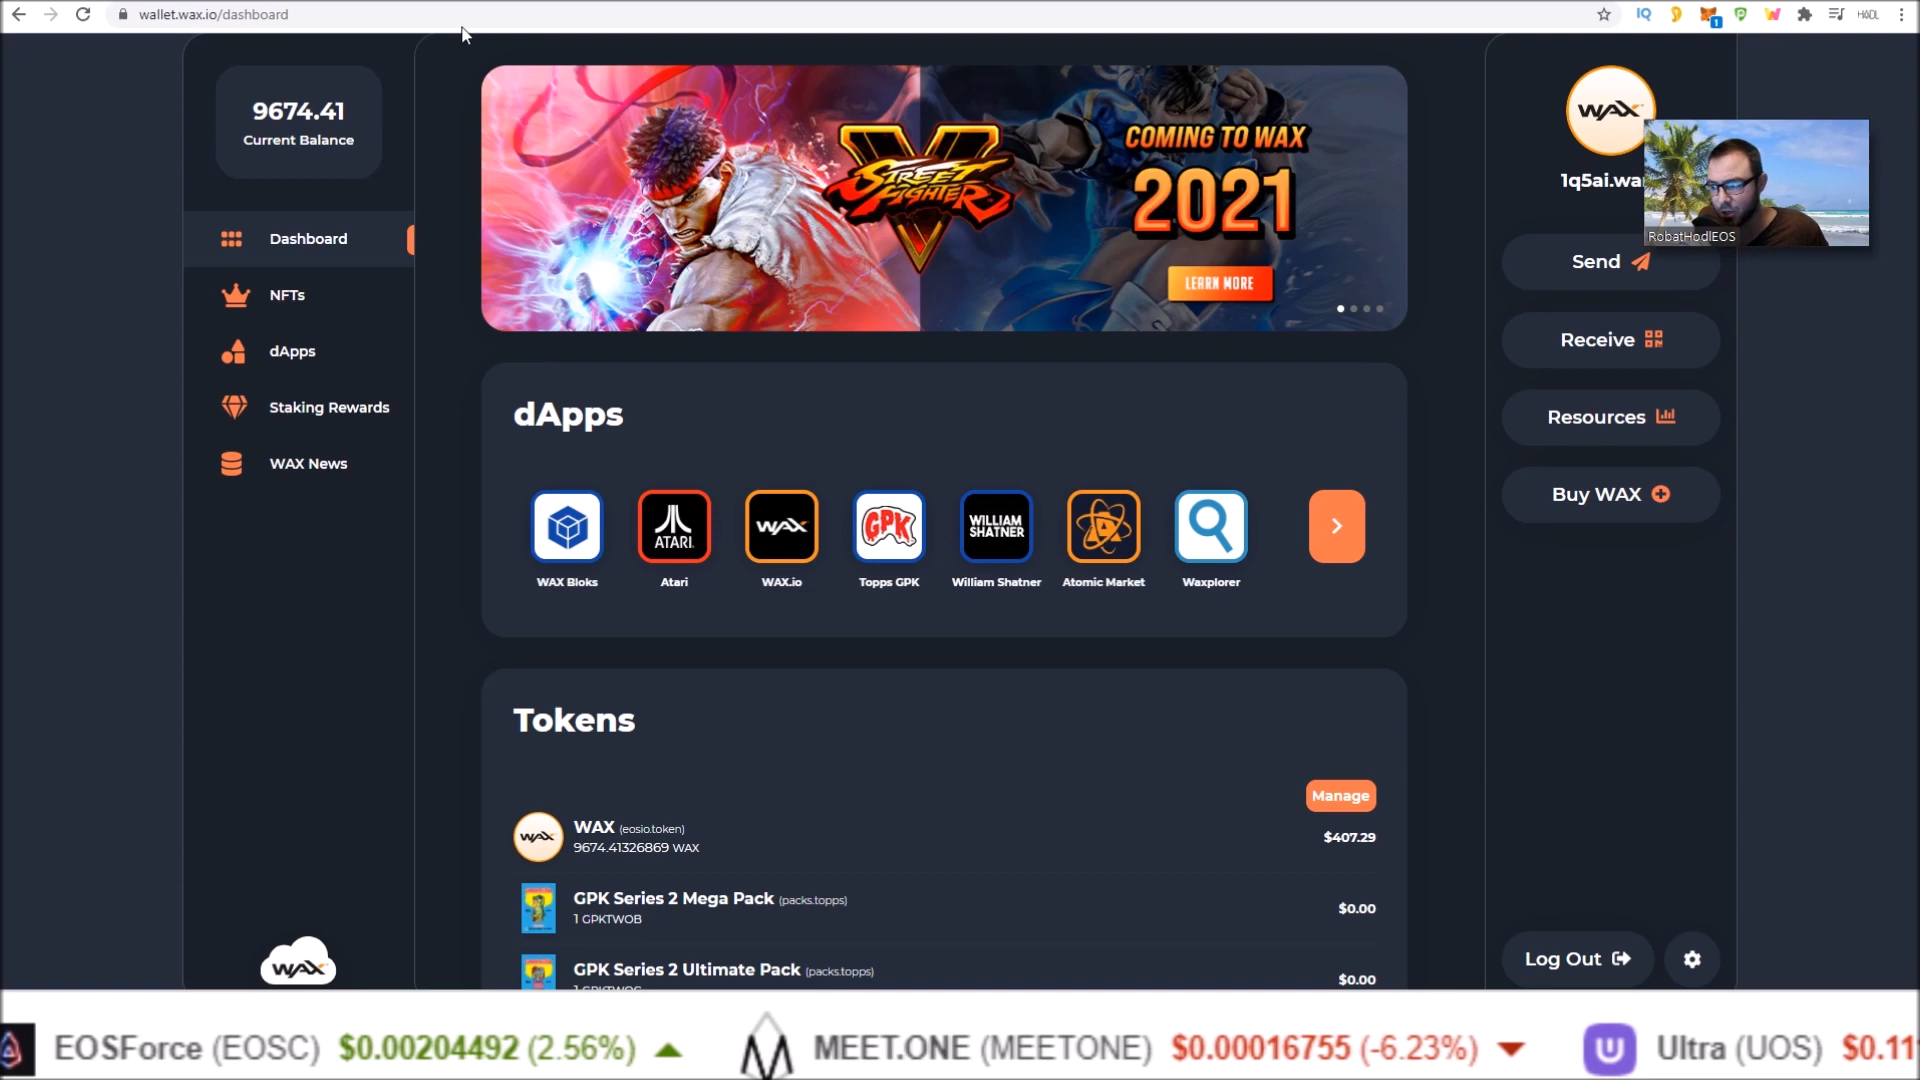 wallet.wax.io/dashboard
IQ
1
HADL
9674.41
Current Balance
Dashboard
NFTs
dApps
Staking Rewards
WAX News
WAX
STREET
FIGHTER
COMING TO WAX
2021
LEARN MORE
dApps
ATARI
WAX
GPK
WILLIAM
SHATNER
WAX Bloks
Atari
WAX.io
Topps GPK
William Shatner
Atomic Market
Waxplorer
Tokens
Manage
WAX
WAX (eosio.token)
9674.41326869 WAX
$407.29
GPK Series 2 Mega Pack (packs.topps)
1 GPKTWOB
$0.00
GPK Series 2 Ultimate Pack (packs.topps)
$0.00
WAX
1q5ai.wa
RobatHodlEOS
Send
Receive
Resources
Buy WAX
Log Out
EOSForce (EOSC) $0.00204492 (2.56%)
MEET.ONE (MEETONE) $0.00016755 (-6.23%)
Ultra (UOS) $0.11